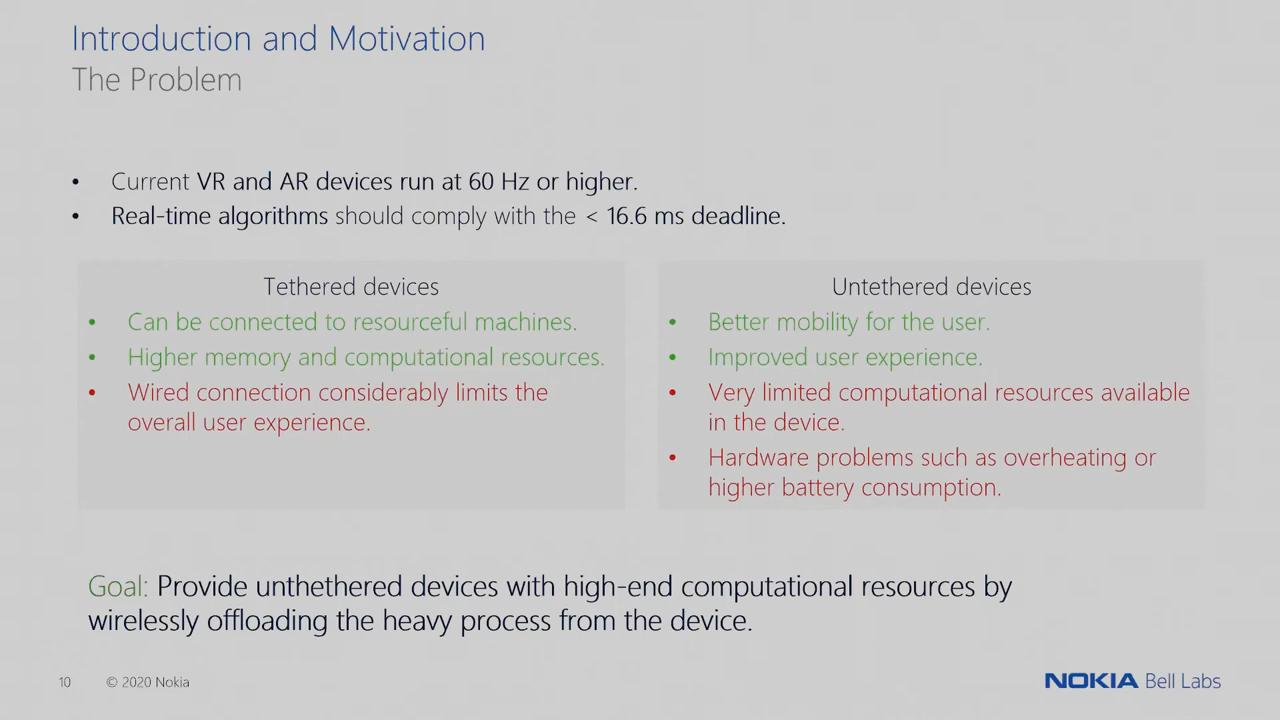 Introduction and Motivation
The Problem
• Current VR and AR devices run at 60 Hz or higher.
• Real-time algorithms should comply with the < 16.6 ms deadline.
Tethered devices
• Can be connected to resourceful machines.
• Higher memory and computational resources.
• Wired connection considerably limits the
overall user experience.
Untethered devices
• Better mobility for the user.
• Improved user experience.
• Very limited computational resources available
in the device.
• Hardware problems such as overheating or
higher battery consumption.
Goal: Provide unthethered devices with high-end computational resources by
wirelessly offloading the heavy process from the device.
10 © 2020 Nokia
NOKIA Bell Labs